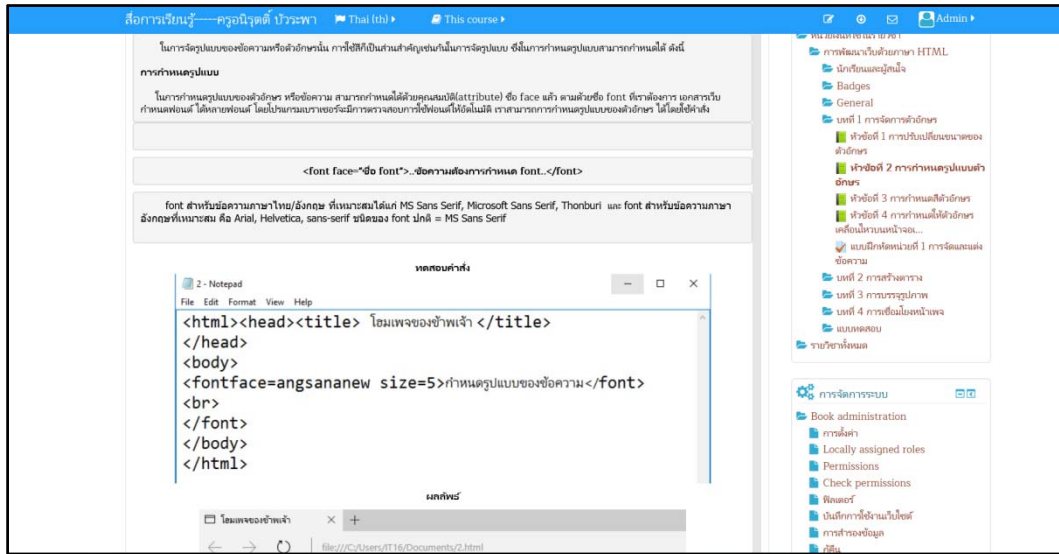 สื่อการเรียนรู้-----ครูอนิรุตติ์ บัวระพา Thai (th) This course Admin
ในการจัดรูปแบบของข้อความหรือตัวอักษรนั้น การใช้สีก็เป็นส่วนสำคัญเช่นกันในการจัดรูปแบบ ซึ่งในการกำหนดรูปแบบสามารถกำหนดได้ ดังนี้
การกำหนดรูปแบบ
ในการกำหนดรูปแบบของตัวอักษร หรือข้อความ สามารถกำหนดได้ด้วยคุณสมบัติ(attribute) ชื่อ face แล้ว ตามด้วยชื่อ font ที่เราต้องการ เอกสารเว็บ
กำหนดฟอนต์ ได้หลายฟอนต์ โดยโปรแกรมเบราเซอร์จะมีการตรวจสอบการใช้ฟอนต์ให้อัตโนมัติ เราสามารถการกำหนดรูปแบบของตัวอักษร ได้โดยใช้คำสั่ง
<font face="ชื่อ font">..ข้อความต้องการกำหนด font..</font>
font สำหรับข้อความภาษาไทย/อังกฤษ ที่เหมาะสมได้แก่ MS Sans Serif, Microsoft Sans Serif, Thonburi และ font สำหรับข้อความภาษา
อังกฤษที่เหมาะสม คือ Arial, Helvetica, sans-serif ชนิดของ font ปกติ = MS Sans Serif
ทดสอบคำสั่ง
2 - Notepad
File Edit Format View Help
<html><head><title> โฮมเพจของข้าพเจ้า </title>
</head>
<body>
<fontface=angsananew size=5>กำหนดรูปแบบของข้อความ</font>
<br>
</font>
</body>
</html>
ผลลัพธ์
โฮมเพจของข้าพเจ้า
file:///C:/Users/IT16/Documents/2.html
การพัฒนาเว็บด้วยภาษา HTML
นักเรียนและผู้สนใจ
Badges
General
บทที่ 1 การจัดการตัวอักษร
หัวข้อที่ 1 การปรับเปลี่ยนขนาดของ
ตัวอักษร
หัวข้อที่ 2 การกำหนดรูปแบบตัว
อักษร
หัวข้อที่ 3 การกำหนดสีตัวอักษร
หัวข้อที่ 4 การกำหนดให้ตัวอักษร
เคลื่อนไหวบนหน้าจอเ...
แบบฝึกหัดหน่วยที่ 1 การจัดและแต่ง
ข้อความ
บทที่ 2 การสร้างตาราง
บทที่ 3 การบรรจุรูปภาพ
บทที่ 4 การเชื่อมโยงหน้าเพจ
แบบทดสอบ
รายวิชาทั้งหมด
การจัดการระบบ
Book administration
การตั้งค่า
Locally assigned roles
Permissions
Check permissions
ฟิลเตอร์
บันทึกการใช้งานเว็บไซต์
การสำรองข้อมูล
กู้คืน